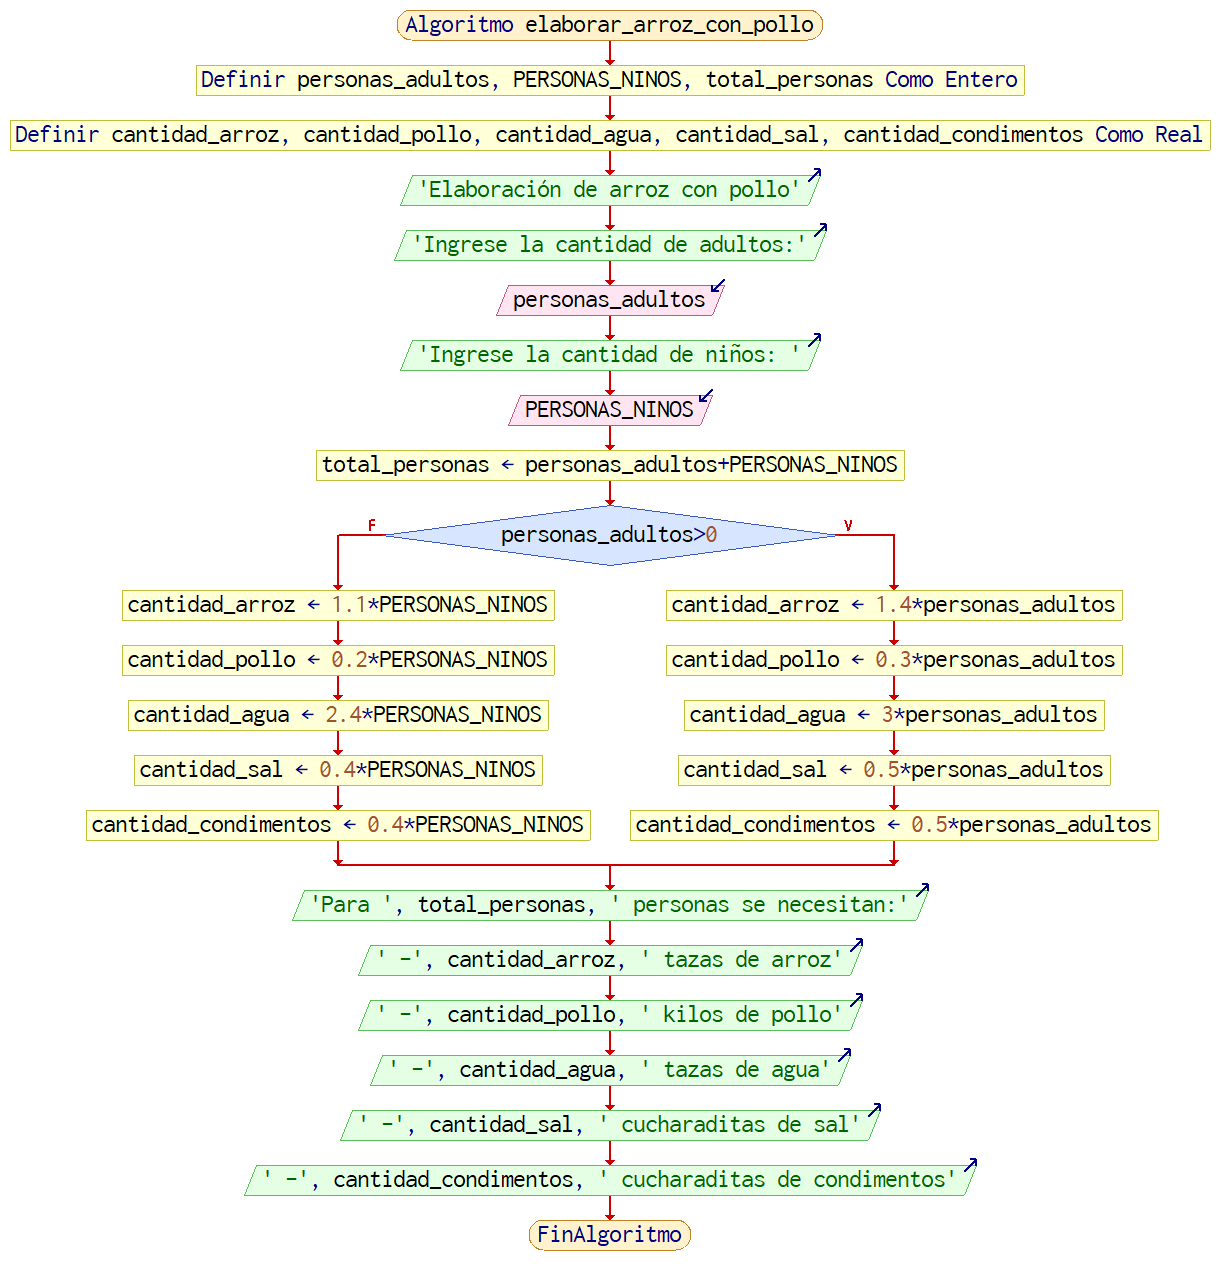 Algoritmo elaborar_arroz_con_pollo
Definir personas_adultos, PERSONAS_NINOS, total_personas Como Entero
Definir cantidad_arroz, cantidad_pollo, cantidad_agua, cantidad_sal, cantidad_condimentos Como Real
'Elaboración de arroz con pollo'
'Ingrese la cantidad de adultos:'
personas_adultos
'Ingrese la cantidad de niños: '
PERSONAS_NINOS
total_personas ← personas_adultos+PERSONAS_NINOS
personas_adultos>0
F
cantidad_arroz ← 1.1*PERSONAS_NINOS
cantidad_pollo ← 0.2*PERSONAS_NINOS
cantidad_agua ← 2.4*PERSONAS_NINOS
cantidad_sal ← 0.4*PERSONAS_NINOS
cantidad_condimentos ← 0.4*PERSONAS_NINOS
V
cantidad_arroz ← 1.4*personas_adultos
cantidad_pollo ← 0.3*personas_adultos
cantidad_agua ← 3*personas_adultos
cantidad_sal ← 0.5*personas_adultos
cantidad_condimentos ← 0.5*personas_adultos
'Para ', total_personas, ' personas se necesitan:'
' -', cantidad_arroz, ' tazas de arroz'
' -', cantidad_pollo, ' kilos de pollo'
' -', cantidad_agua, ' tazas de agua'
' -', cantidad_sal, ' cucharaditas de sal'
' -', cantidad_condimentos, ' cucharaditas de condimentos'
FinAlgoritmo